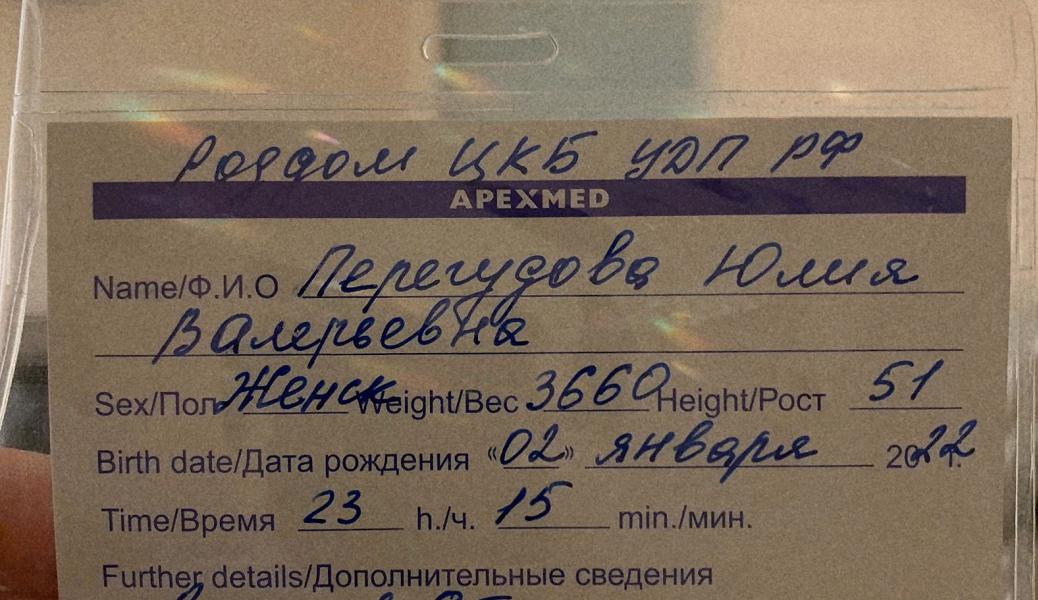 Роддом ЦКБ УДП РФ
APEXMED
Name/Ф.И.О Перегудова Юлия
Валерьевна
Sex/Пол Женск Weight/Вес 3660 Height/Рост 51
Birth date/Дата рождения «02» января 2022 г.
Time/Время 23 h./ч. 15 min./мин.
Further details/Дополнительные сведения